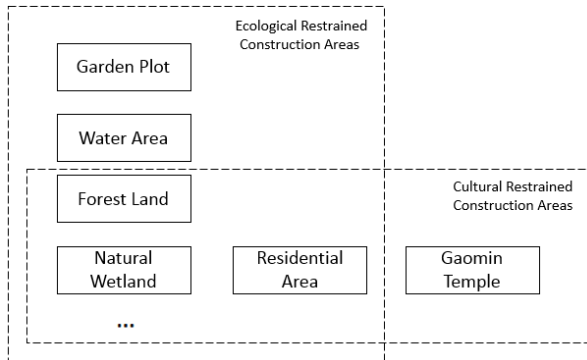 Ecological Restrained
Construction Areas
Garden Plot
Water Area
Forest Land
Cultural Restrained
Construction Areas
Natural
Wetland
Residential
Area
Gaomin
Temple
...